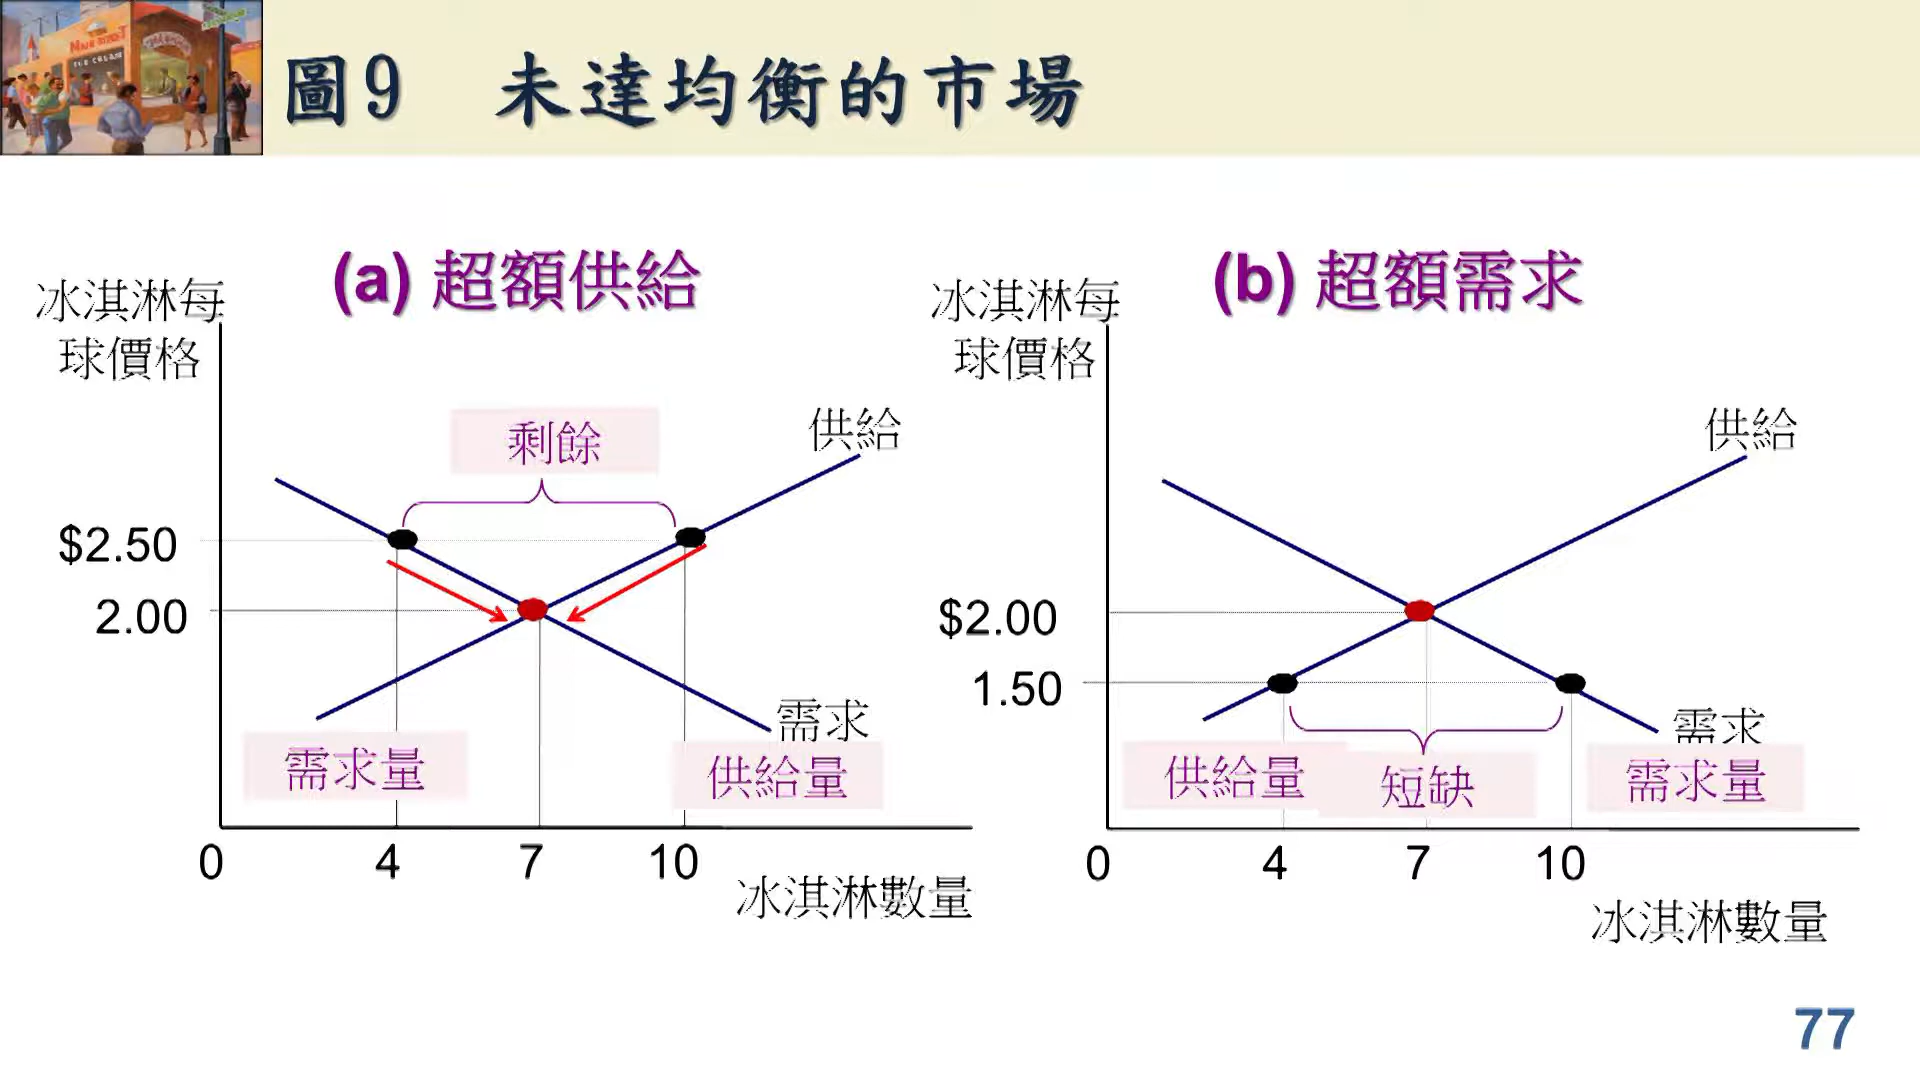 圖9 未達均衡的市場
MAIN STREET
ICE CREAM
(a) 超額供給
冰淇淋每
球價格
剩餘
供給
$2.50
2.00
需求
需求量
供給量
0
4
7
10
冰淇淋數量
(b) 超額需求
冰淇淋每
球價格
供給
$2.00
1.50
需求
供給量
短缺
需求量
0
4
7
10
冰淇淋數量
77